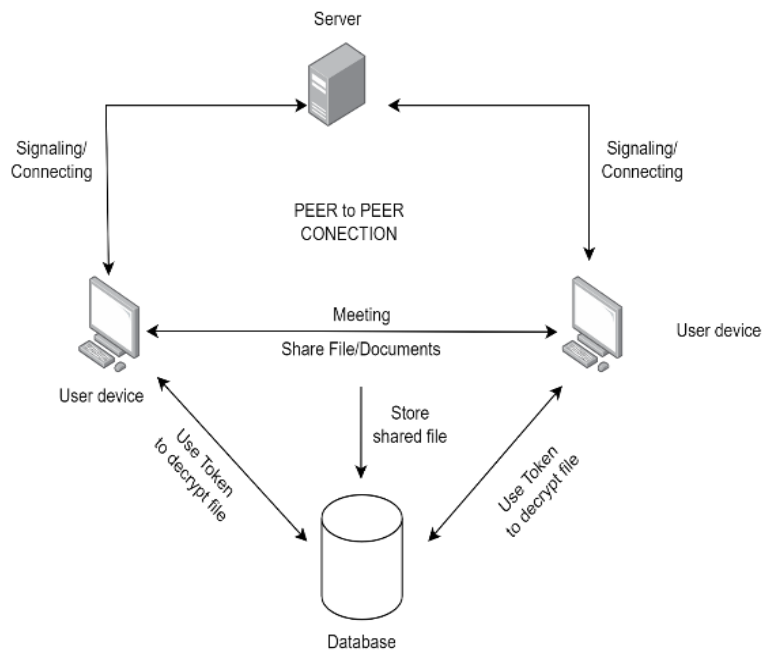 Server
Signaling/
Connecting
Signaling/
Connecting
PEER to PEER
CONECTION
Meeting
Share File/Documents
User device
User device
Store
shared file
Use Token
to decrypt file
Use Token
to decrypt file
Database